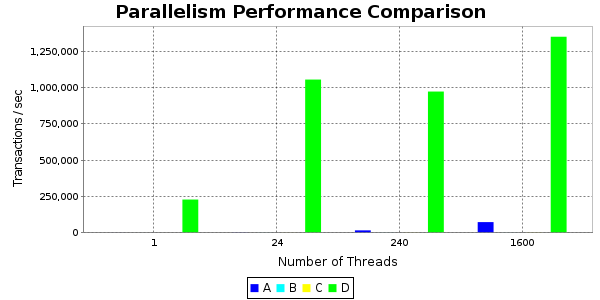 Parallelism Performance Comparison
Transactions / sec
1,250,000
1,000,000
750,000
500,000
250,000
0
1 24 240 1600
Number of Threads
A B C D